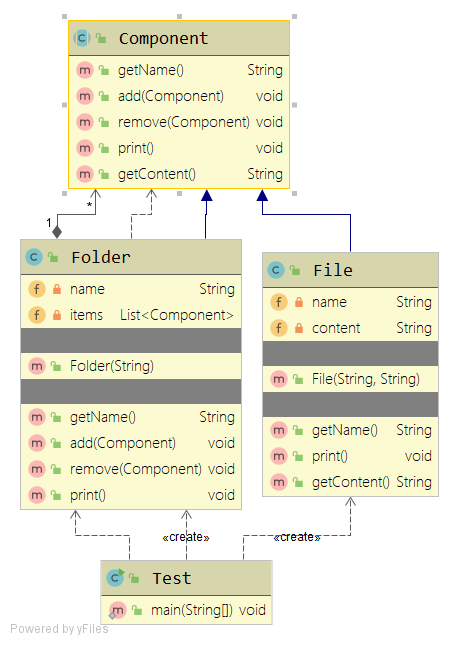 Component
getName() String
add(Component) void
remove(Component) void
print() void
getContent() String
*
1
Folder
name String
items List<Component>
Folder(String)
getName() String
add(Component) void
remove(Component) void
print() void
File
name String
content String
File(String, String)
getName() String
print() void
getContent() String
«create» «create»
Test
main(String[]) void
Powered by yFiles